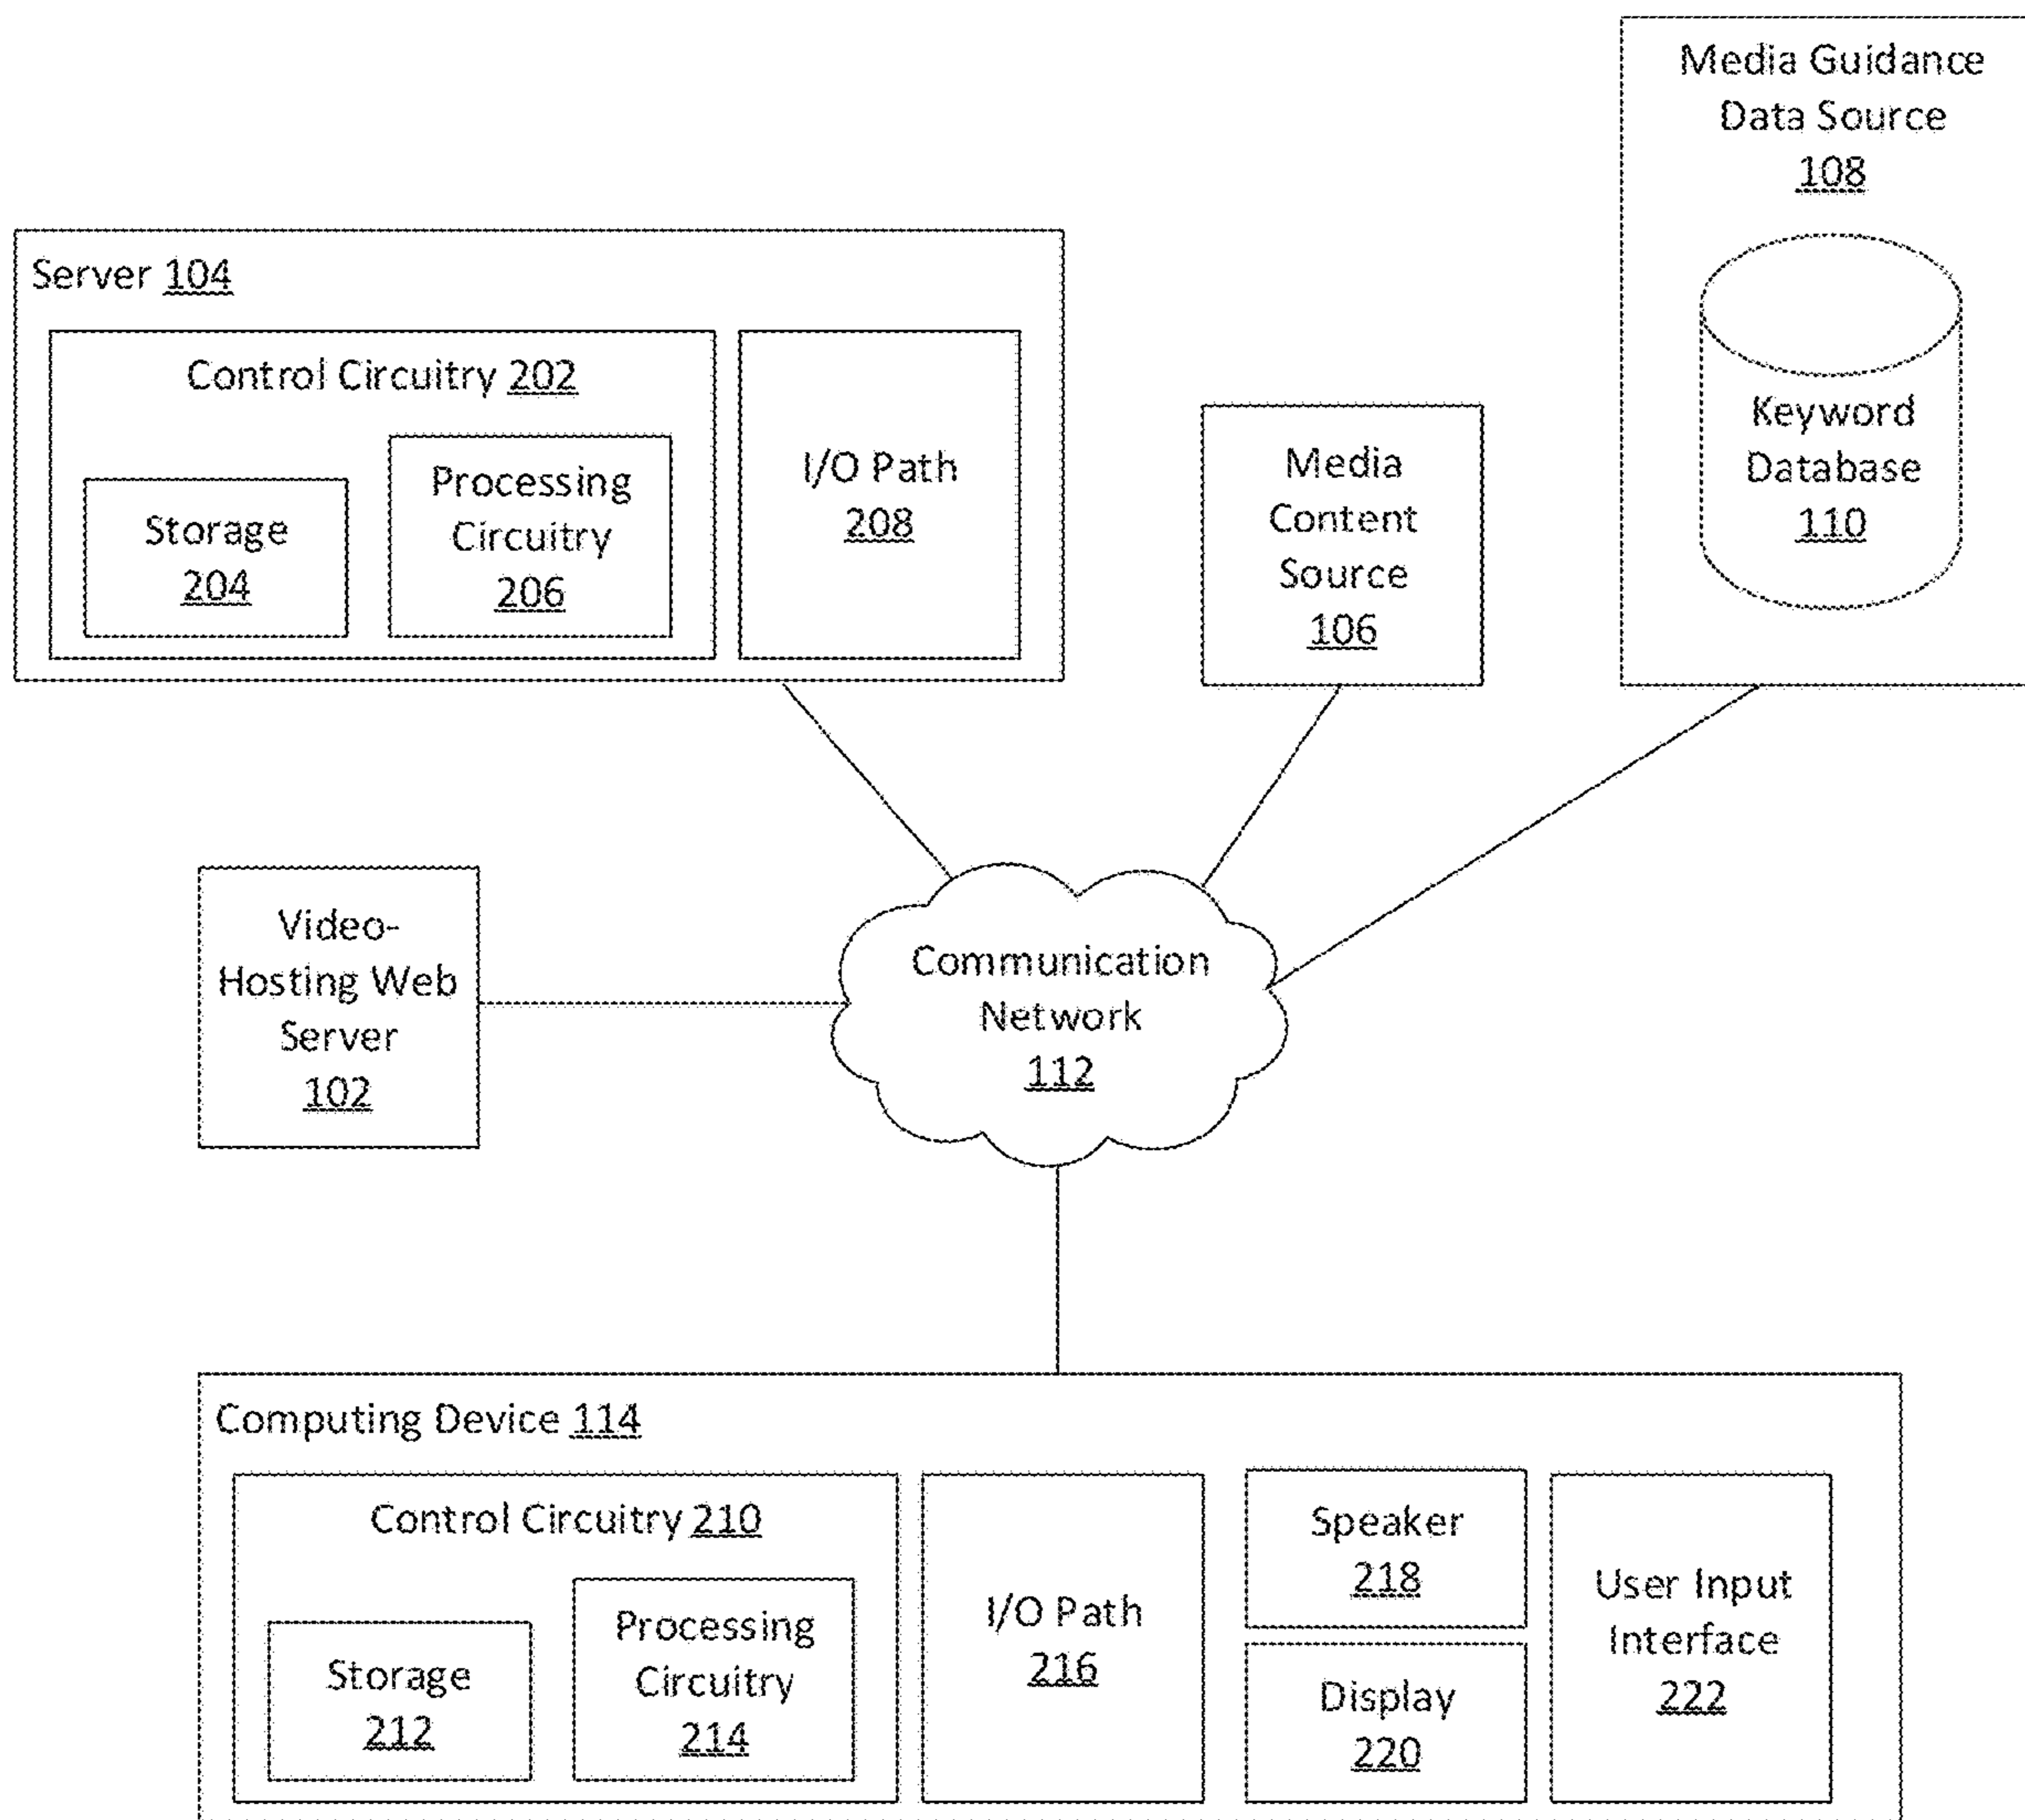 Media Guidance
Data Source
108
Keyword
Database
110
Server 104
Control Circuitry 202
Storage
204
Processing
Circuitry
206
I/O Path
208
Media
Content
Source
106
Video-
Hosting Web
Server
102
Communication
Network
112
Computing Device 114
Control Circuitry 210
Storage
212
Processing
Circuitry
214
I/O Path
216
Speaker
218
Display
220
User Input
Interface
222